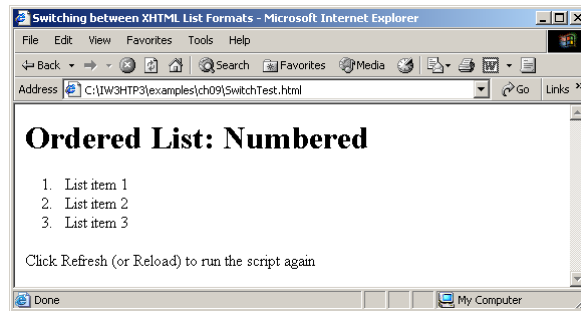 Switching between XHTML List Formats - Microsoft Internet Explorer
File Edit View Favorites Tools Help
Back Search Favorites Media
Address C:\IW3HTP3\examples\ch09\SwitchTest.html Go Links »
Ordered List: Numbered
1. List item 1
2. List item 2
3. List item 3
Click Refresh (or Reload) to run the script again
Done My Computer